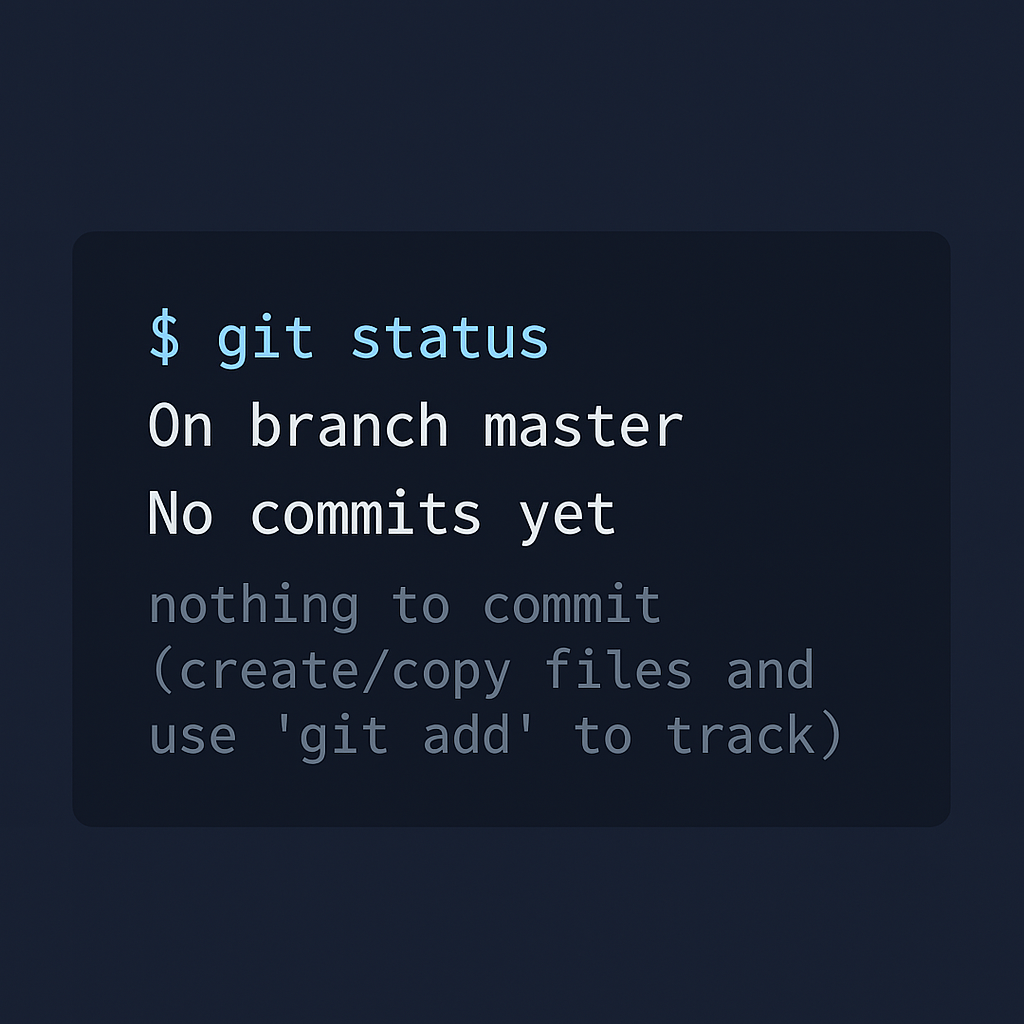 $ git status
On branch master
No commits yet
nothing to commit
(create/copy files and
use 'git add' to track)